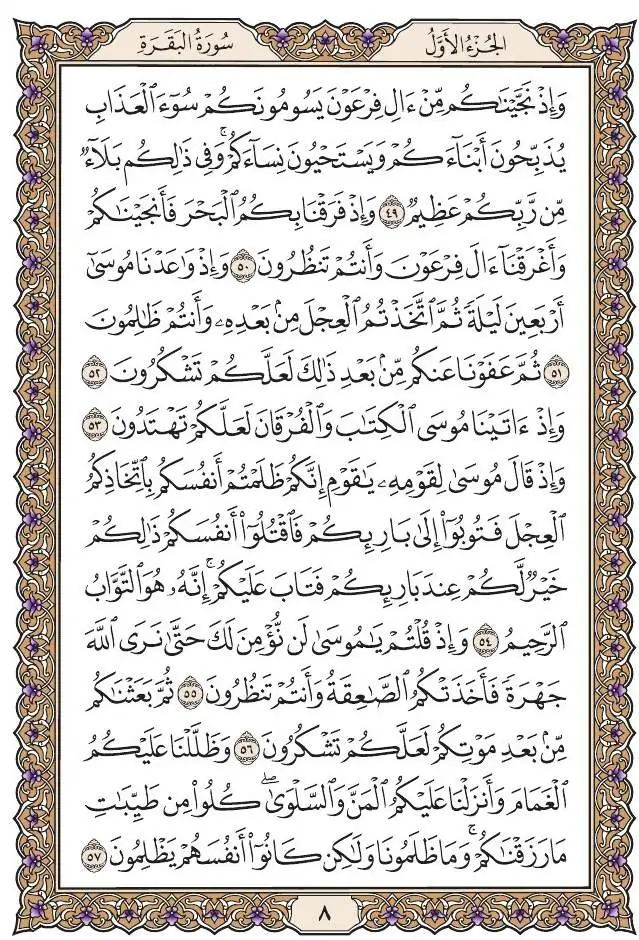 الجُزْءُ الأَوَّلُ
سُورَةُ البَقَرَةِ
وَإِذْ نَجَّيْنَٰكُم مِّنْ ءَالِ فِرْعَوْنَ يَسُومُونَكُمْ سُوٓءَ ٱلْعَذَابِ
يُذَبِّحُونَ أَبْنَآءَكُمْ وَيَسْتَحْيُونَ نِسَآءَكُمْ ۚ وَفِى ذَٰلِكُم بَلَآءٌ
مِّن رَّبِّكُمْ عَظِيمٌ ٤٩ وَإِذْ فَرَقْنَا بِكُمُ ٱلْبَحْرَ فَأَنجَيْنَٰكُمْ
وَأَغْرَقْنَآ ءَالَ فِرْعَوْنَ وَأَنتُمْ تَنظُرُونَ ٥٠ وَإِذْ وَٰعَدْنَا مُوسَىٰٓ
أَرْبَعِينَ لَيْلَةً ثُمَّ ٱتَّخَذْتُمُ ٱلْعِجْلَ مِنۢ بَعْدِهِۦ وَأَنتُمْ ظَٰلِمُونَ
٥١ ثُمَّ عَفَوْنَا عَنكُم مِّنۢ بَعْدِ ذَٰلِكَ لَعَلَّكُمْ تَشْكُرُونَ ٥٢
وَإِذْ ءَاتَيْنَا مُوسَى ٱلْكِتَٰبَ وَٱلْفُرْقَانَ لَعَلَّكُمْ تَهْتَدُونَ ٥٣
وَإِذْ قَالَ مُوسَىٰ لِقَوْمِهِۦ يَٰقَوْمِ إِنَّكُمْ ظَلَمْتُمْ أَنفُسَكُم بِٱتِّخَاذِكُمُ
ٱلْعِجْلَ فَتُوبُوٓا۟ إِلَىٰ بَارِئِكُمْ فَٱقْتُلُوٓا۟ أَنفُسَكُمْ ذَٰلِكُمْ
خَيْرٌ لَّكُمْ عِندَ بَارِئِكُمْ فَتَابَ عَلَيْكُمْ ۚ إِنَّهُۥ هُوَ ٱلتَّوَّابُ
ٱلرَّحِيمُ ٥٤ وَإِذْ قُلْتُمْ يَٰمُوسَىٰ لَن نُّؤْمِنَ لَكَ حَتَّىٰ نَرَى ٱللَّهَ
جَهْرَةً فَأَخَذَتْكُمُ ٱلصَّٰعِقَةُ وَأَنتُمْ تَنظُرُونَ ٥٥ ثُمَّ بَعَثْنَٰكُم
مِّنۢ بَعْدِ مَوْتِكُمْ لَعَلَّكُمْ تَشْكُرُونَ ٥٦ وَظَلَّلْنَا عَلَيْكُمُ
ٱلْغَمَامَ وَأَنزَلْنَا عَلَيْكُمُ ٱلْمَنَّ وَٱلسَّلْوَىٰ ۖ كُلُوا۟ مِن طَيِّبَٰتِ
مَا رَزَقْنَٰكُمْ ۚ وَمَا ظَلَمُونَا وَلَٰكِن كَانُوٓا۟ أَنفُسَهُمْ يَظْلِمُونَ ٥٧
٨